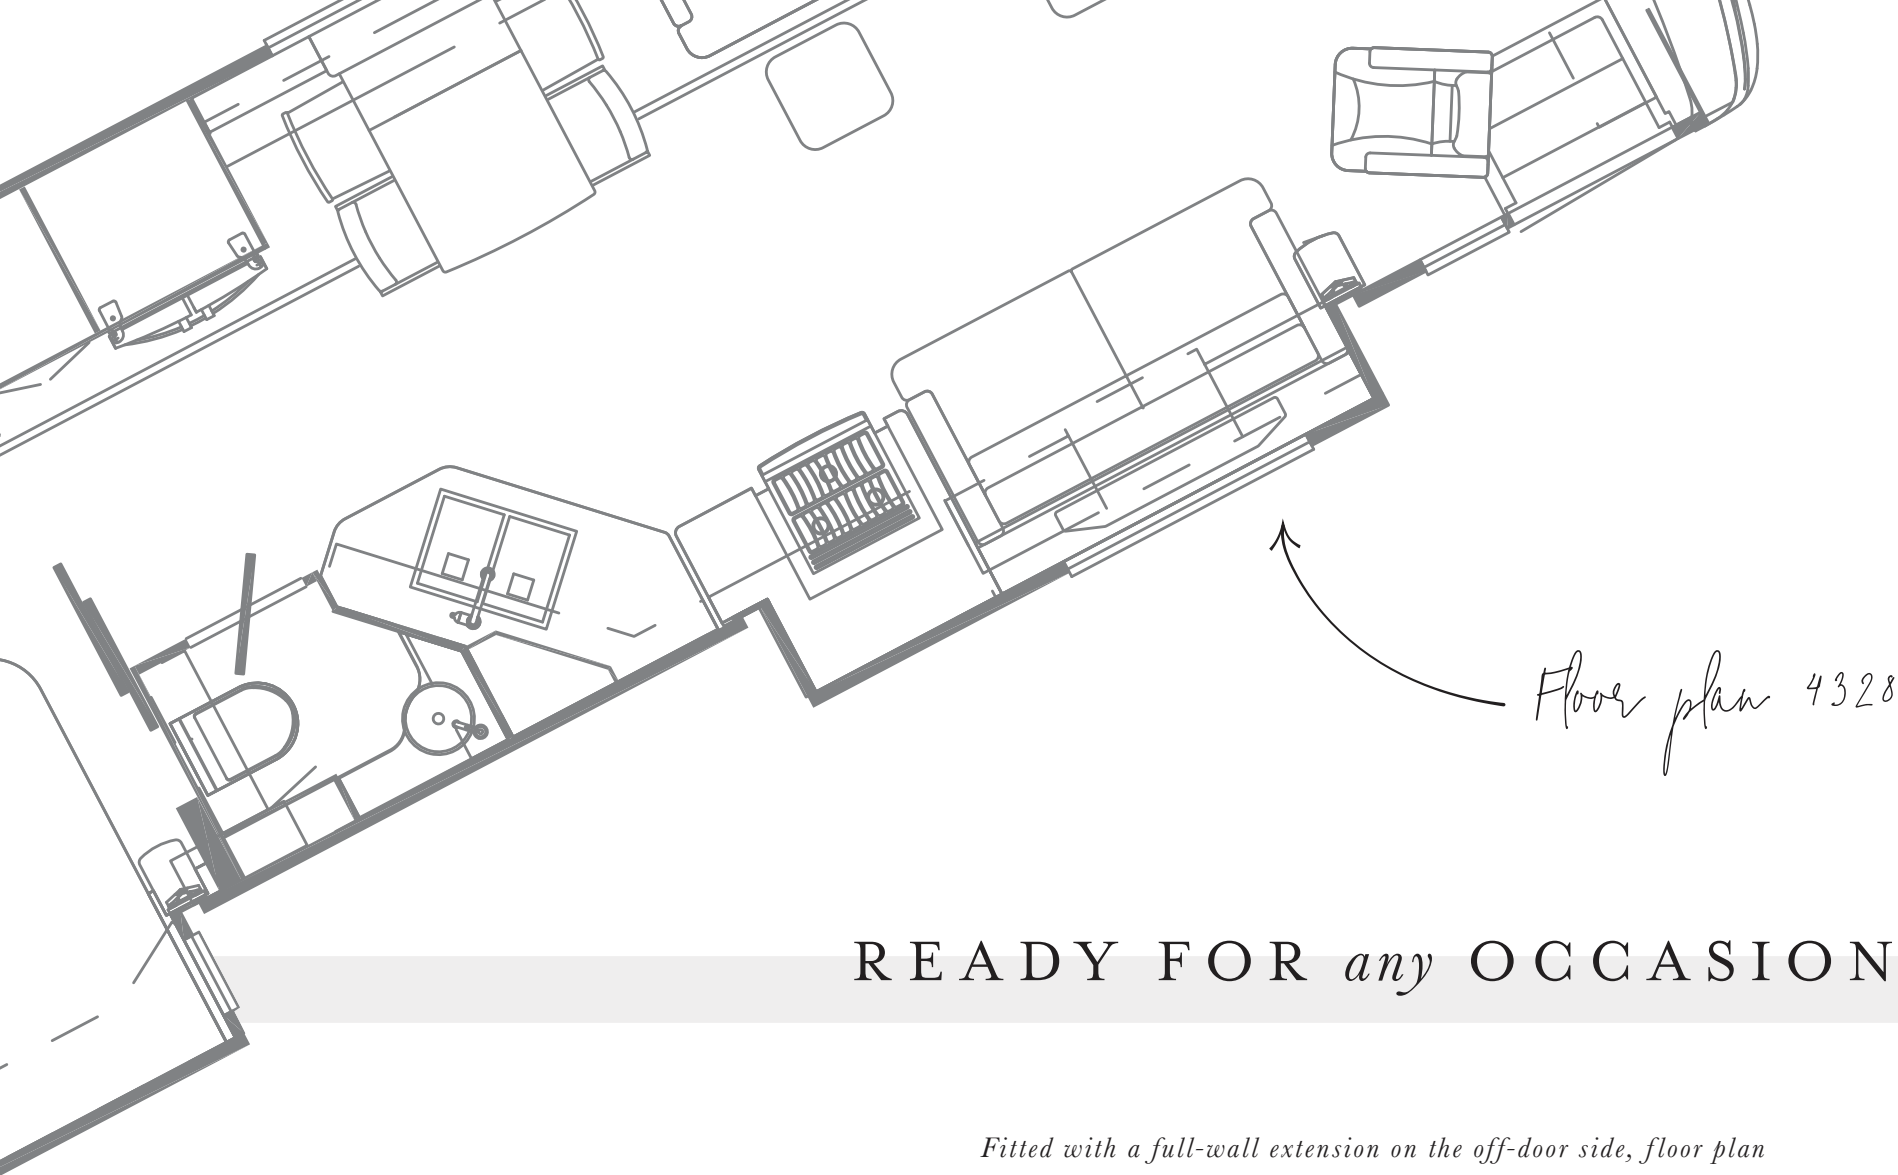 Floor plan 4328
READY FOR any OCCASION
Fitted with a full-wall extension on the off-door side, floor plan